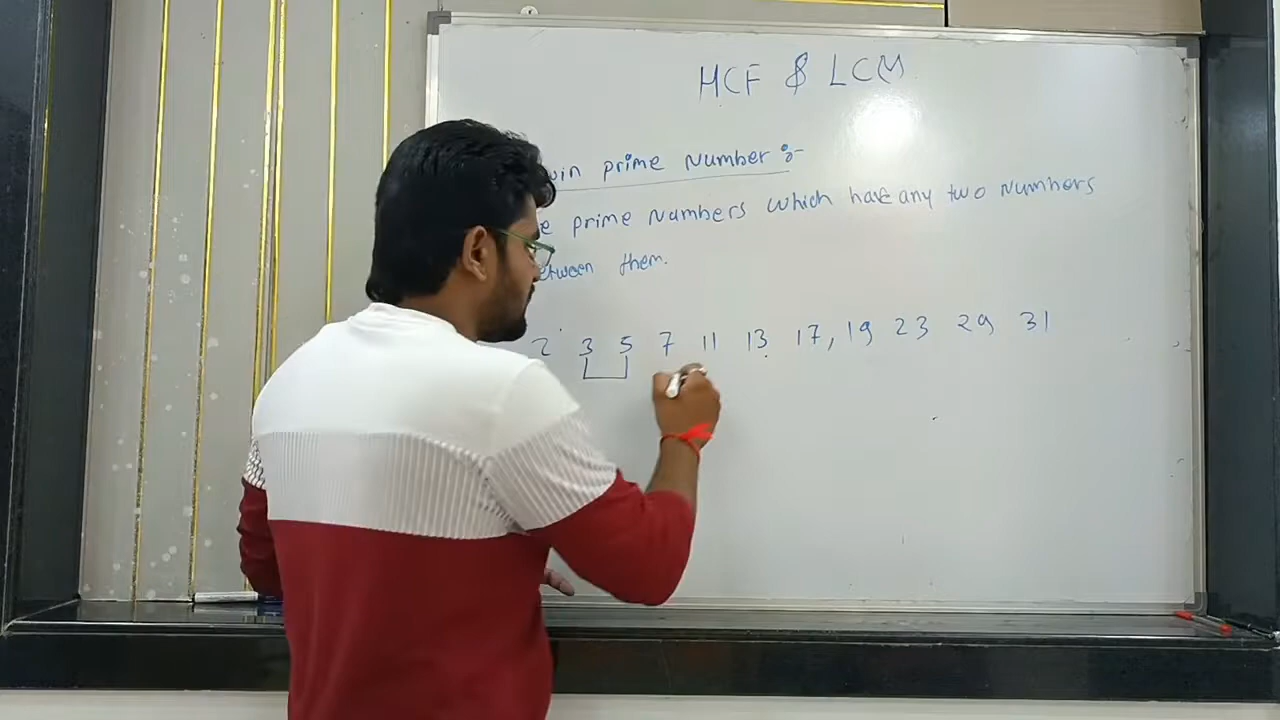 HCF & LCM
win prime Number :-
e prime Numbers which have any two Numbers
etween them.
2 3 5 7 11 13 17, 19 23 29 31